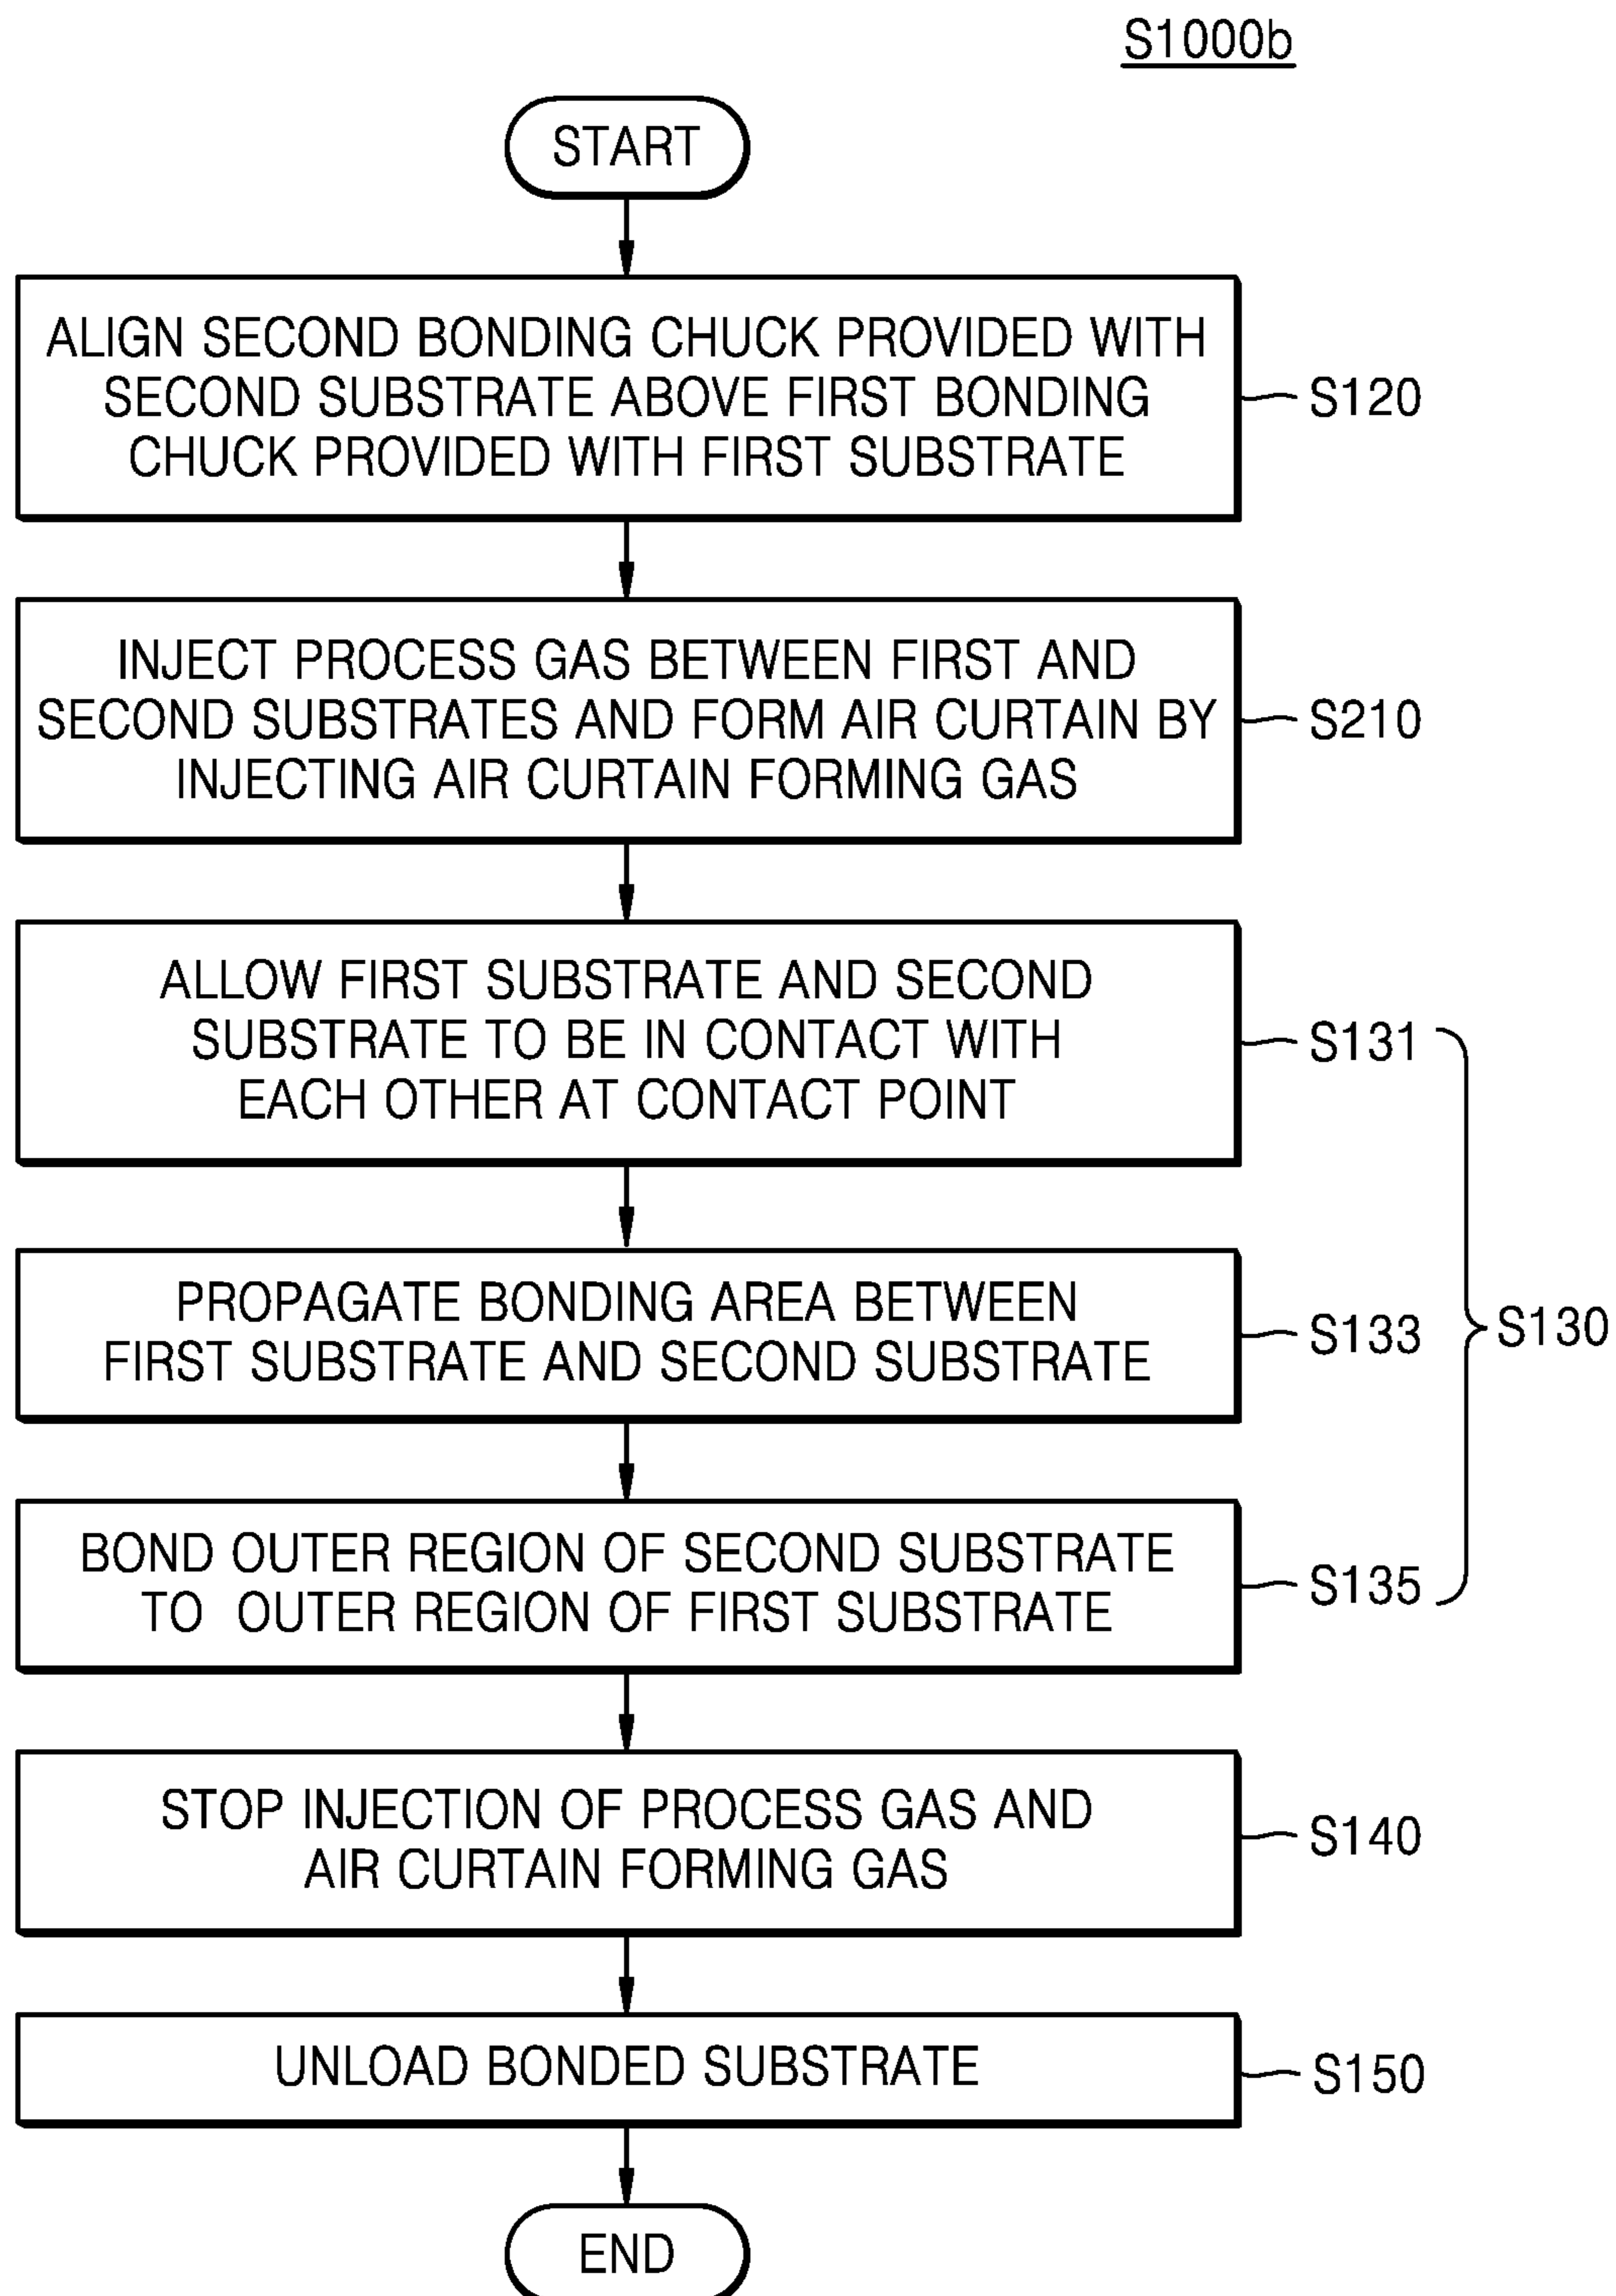 S1000b
START
ALIGN SECOND BONDING CHUCK PROVIDED WITH
SECOND SUBSTRATE ABOVE FIRST BONDING
CHUCK PROVIDED WITH FIRST SUBSTRATE
S120
INJECT PROCESS GAS BETWEEN FIRST AND
SECOND SUBSTRATES AND FORM AIR CURTAIN BY
INJECTING AIR CURTAIN FORMING GAS
S210
ALLOW FIRST SUBSTRATE AND SECOND
SUBSTRATE TO BE IN CONTACT WITH
EACH OTHER AT CONTACT POINT
S131
PROPAGATE BONDING AREA BETWEEN
FIRST SUBSTRATE AND SECOND SUBSTRATE
S133
S130
BOND OUTER REGION OF SECOND SUBSTRATE
TO OUTER REGION OF FIRST SUBSTRATE
S135
STOP INJECTION OF PROCESS GAS AND
AIR CURTAIN FORMING GAS
S140
UNLOAD BONDED SUBSTRATE
S150
END